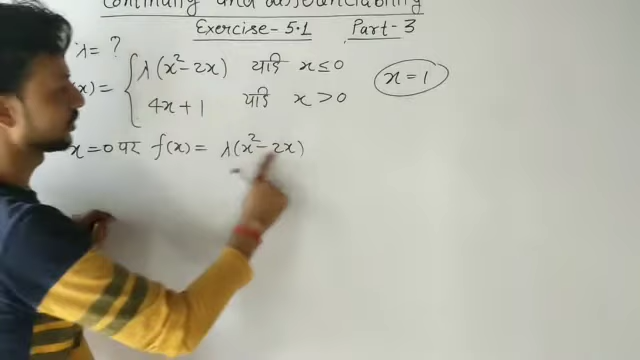 Continuity and differentiability
Exercise-5.1 Part-3
λ = ?
(x) = { λ(x²-2x) यदि x ≤ 0
4x+1 यदि x > 0
x = 1
x = 0 पर f(x) = λ(x²-2x)